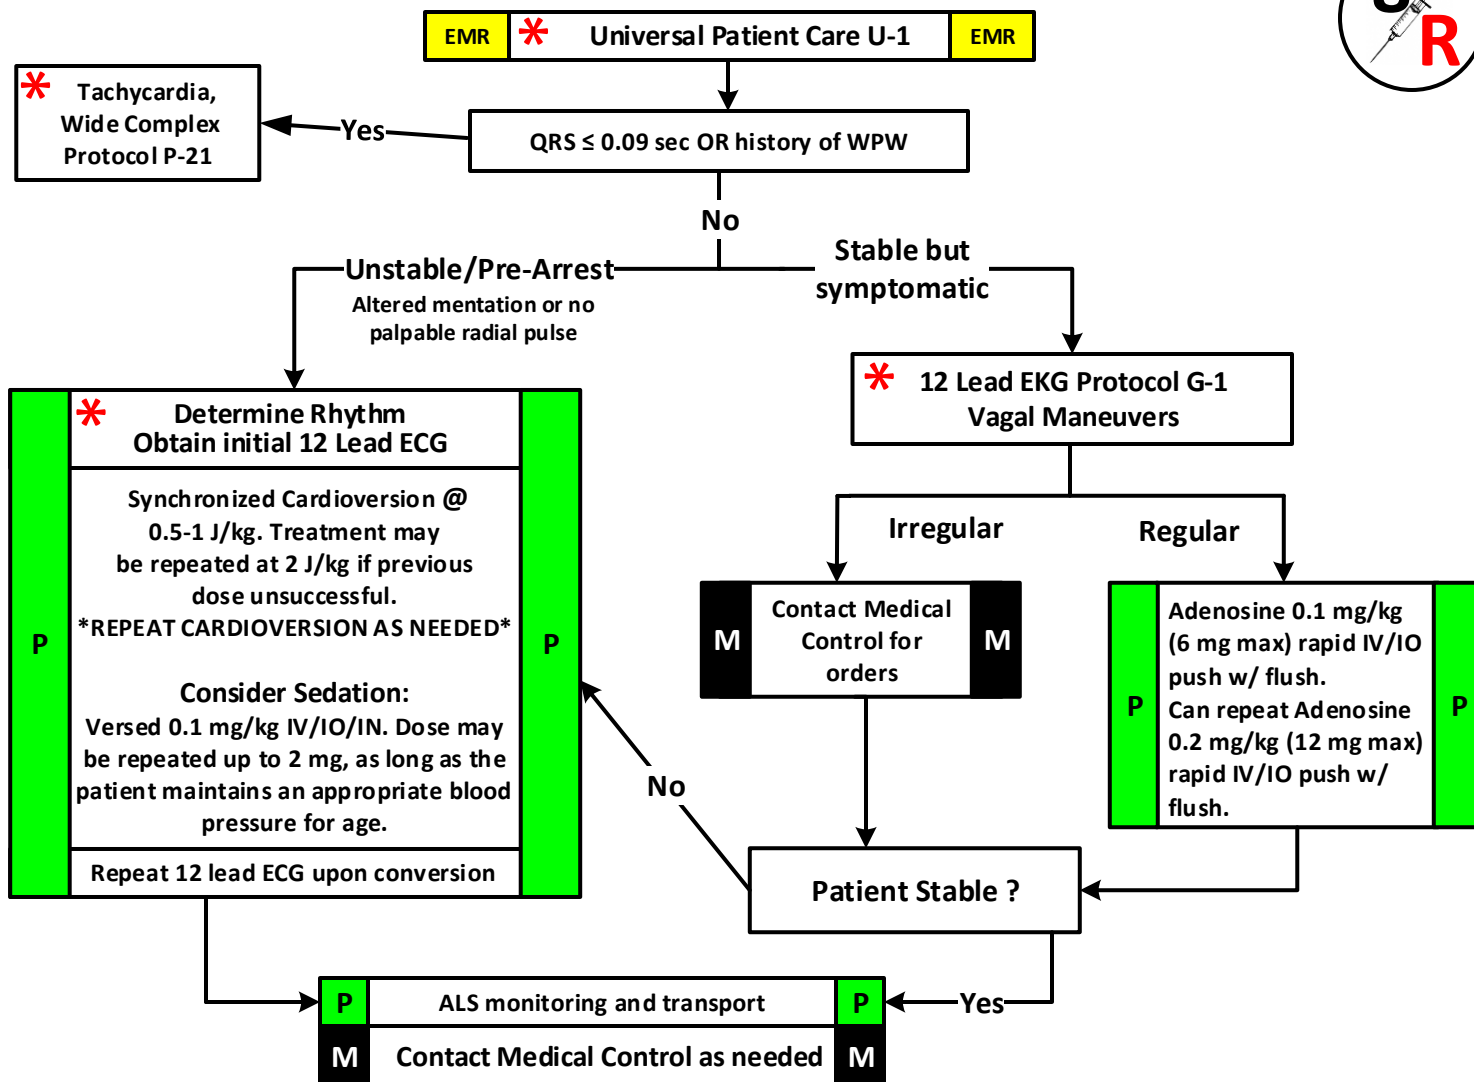 EMR * Universal Patient Care U-1 EMR
R
* Tachycardia,
Wide Complex
Protocol P-21
Yes
QRS ≤ 0.09 sec OR history of WPW
No
Unstable/Pre-Arrest
Altered mentation or no
palpable radial pulse
Stable but
symptomatic
* Determine Rhythm
Obtain initial 12 Lead ECG
P
P
Synchronized Cardioversion @
0.5-1 J/kg. Treatment may
be repeated at 2 J/kg if previous
dose unsuccessful.
*REPEAT CARDIOVERSION AS NEEDED*
Consider Sedation:
Versed 0.1 mg/kg IV/IO/IN. Dose may
be repeated up to 2 mg, as long as the
patient maintains an appropriate blood
pressure for age.
Repeat 12 lead ECG upon conversion
* 12 Lead EKG Protocol G-1
Vagal Maneuvers
Irregular
Regular
M
Contact Medical
Control for
orders
M
P
Adenosine 0.1 mg/kg
(6 mg max) rapid IV/IO
push w/ flush.
Can repeat Adenosine
0.2 mg/kg (12 mg max)
rapid IV/IO push w/
flush.
P
No
Patient Stable ?
Yes
P ALS monitoring and transport P
M Contact Medical Control as needed M